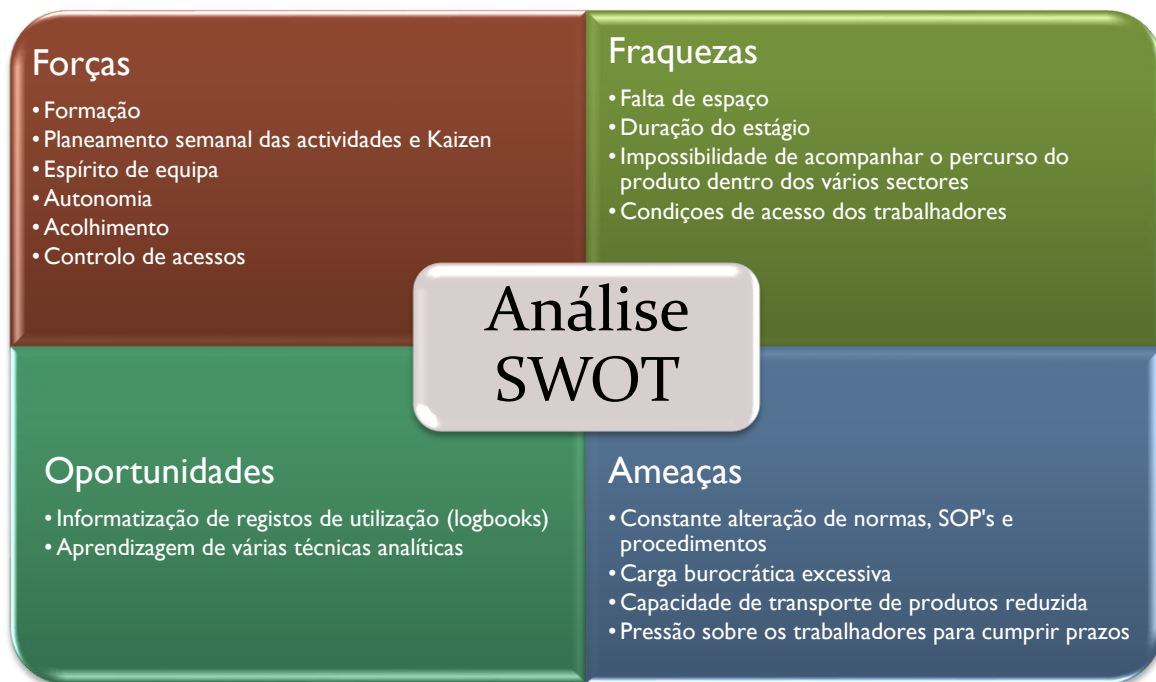 Forças
• Formação
• Planeamento semanal das actividades e Kaizen
• Espírito de equipa
• Autonomia
• Acolhimento
• Controlo de acessos
Fraquezas
• Falta de espaço
• Duração do estágio
• Impossibilidade de acompanhar o percurso do
produto dentro dos vários sectores
• Condiçoes de acesso dos trabalhadores
Análise
SWOT
Oportunidades
• Informatização de registos de utilização (logbooks)
• Aprendizagem de várias técnicas analíticas
Ameaças
• Constante alteração de normas, SOP's e
procedimentos
• Carga burocrática excessiva
• Capacidade de transporte de produtos reduzida
• Pressão sobre os trabalhadores para cumprir prazos